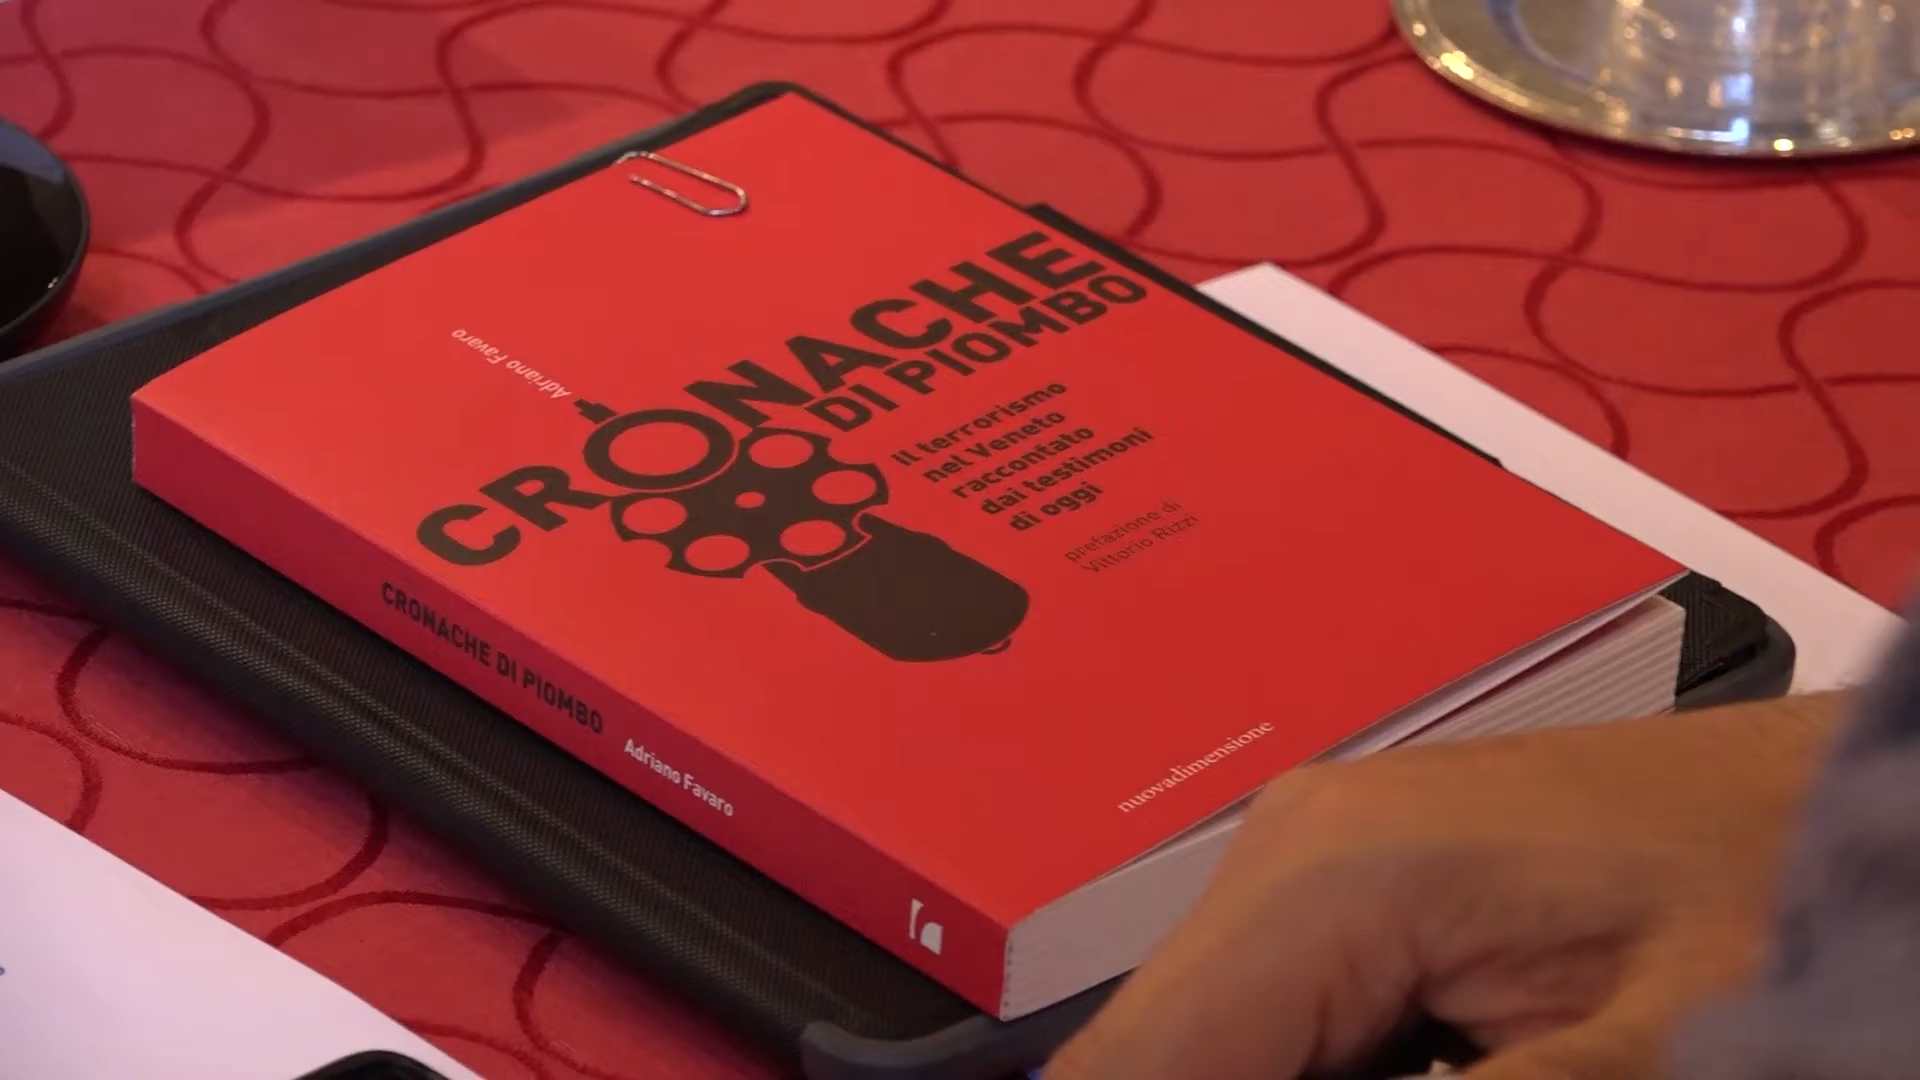 Adriano Favaro
CRONACHE
DI PIOMBO
il terrorismo
nel Veneto
raccontato
dai testimoni
di oggi
prefazione di
Vittorio Rizzi
nuovadimensione
CRONACHE DI PIOMBO Adriano Favaro